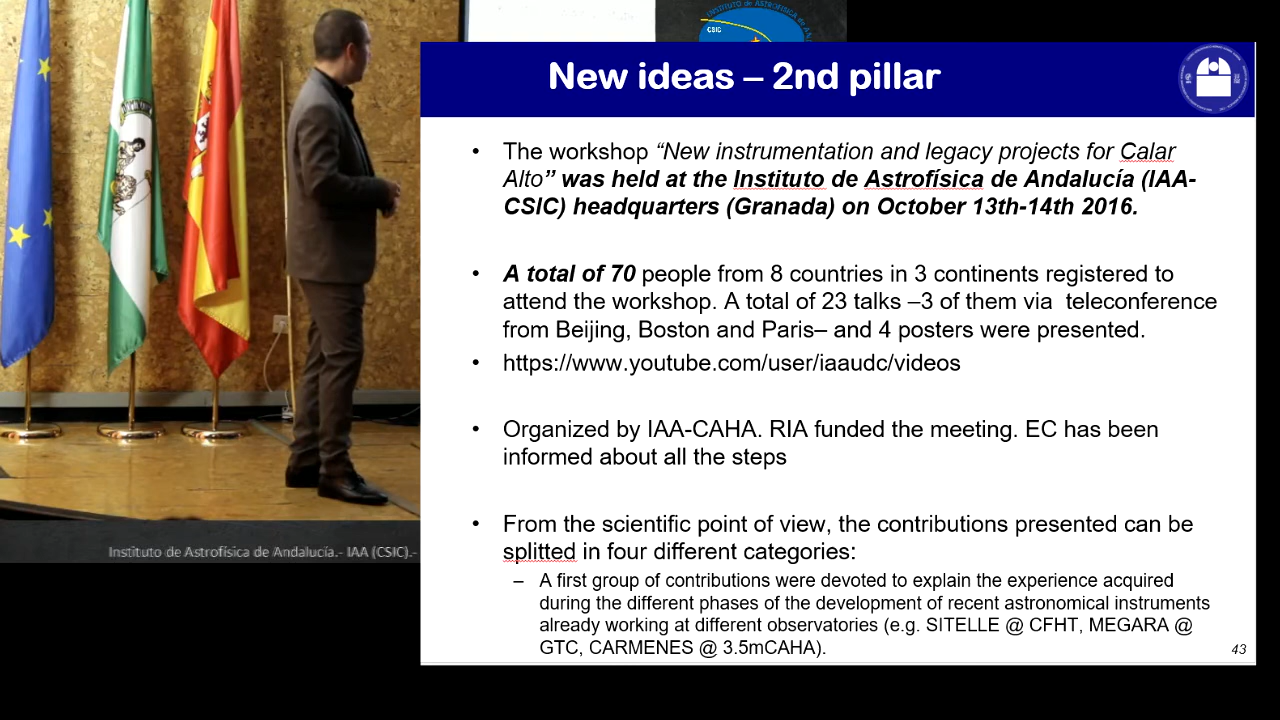 INSTITUTO de ASTROFÍSICA de AN
CSIC
New ideas – 2nd pillar
• The workshop “New instrumentation and legacy projects for Calar
Alto” was held at the Instituto de Astrofísica de Andalucía (IAA-
CSIC) headquarters (Granada) on October 13th-14th 2016.
• A total of 70 people from 8 countries in 3 continents registered to
attend the workshop. A total of 23 talks –3 of them via  teleconference
from Beijing, Boston and Paris– and 4 posters were presented.
• https://www.youtube.com/user/iaaudc/videos
• Organized by IAA-CAHA. RIA funded the meeting. EC has been
informed about all the steps
• From the scientific point of view, the contributions presented can be
splitted in four different categories:
– A first group of contributions were devoted to explain the experience acquired
during the different phases of the development of recent astronomical instruments
already working at different observatories (e.g. SITELLE @ CFHT, MEGARA @
GTC, CARMENES @ 3.5mCAHA).
43
Instituto de Astrofísica de Andalucía.- IAA (CSIC).-